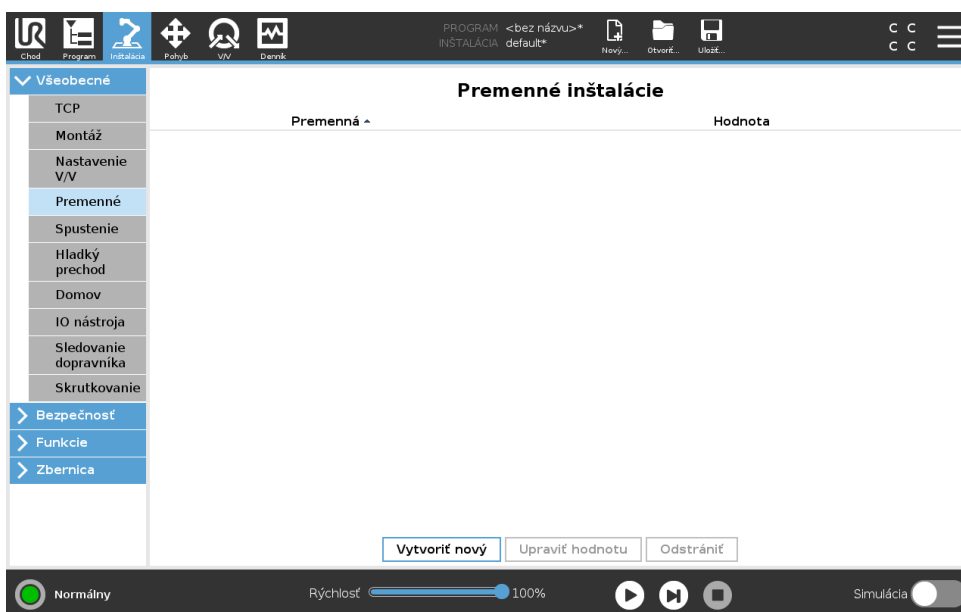 PROGRAM <bez názvu>*
INŠTALÁCIA default*
Chod Program Inštalácia Pohyb V/V Denník Nový... Otvoriť... Uložiť...
C C
C C
Všeobecné
TCP
Montáž
Nastavenie
V/V
Premenné
Spustenie
Hladký
prechod
Domov
IO nástroja
Sledovanie
dopravníka
Skrutkovanie
Bezpečnosť
Funkcie
Zbernica
Premenné inštalácie
Premenná Hodnota
Vytvoriť nový Upraviť hodnotu Odstrániť
Normálny Rýchlosť 100% Simulácia